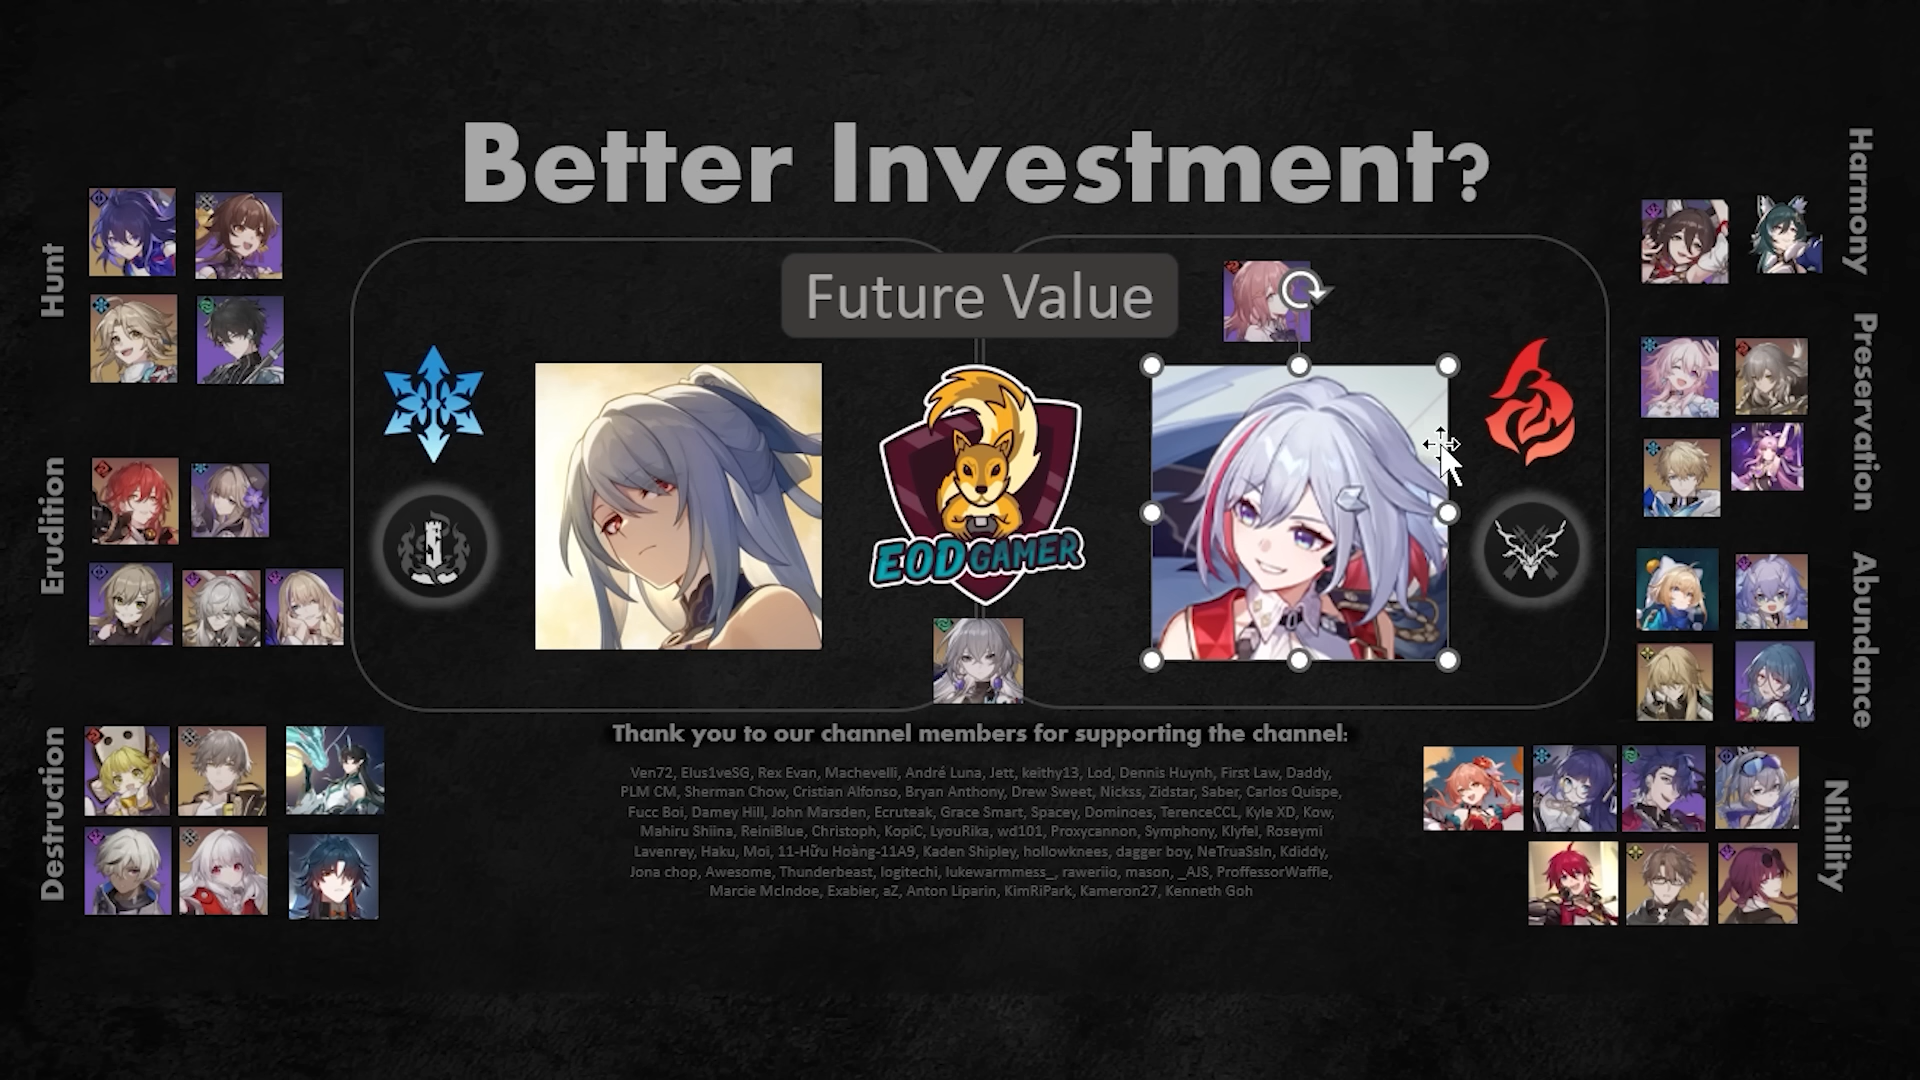 Better Investment?
Future Value
Hunt
Erudition
Destruction
EOD GAMER
Harmony
Preservation
Abundance
Nihility
Thank you to our channel members for supporting the channel:
Ven72, Elus1veSG, Rex Evan, Machevelli, André Luna, Jett, keithy13, Lod, Dennis Huynh, First Law, Daddy,
PLM CM, Sherman Chow, Cristian Alfonso, Bryan Anthony, Drew Sweet, Nickss, Zidstar, Saber, Carlos Quispe,
Fucc Boi, Damey Hill, John Marsden, Ecruteak, Grace Smart, Spacey, Dominoes, TerenceCCL, Kyle XD, Kow,
Mahiru Shiina, ReiniBlue, Christoph, KopiC, LyouRika, wd101, Proxycannon, Symphony, Klyfel, Roseymi
Lavenrey, Haku, Moi, 11-Hữu Hoàng-11A9, Kaden Shipley, hollowknees, dagger boy, NeTruaSsln, Kdiddy,
Jona chop, Awesome, Thunderbeast, logitechi, lukewarmmess_, raweriio, mason, _AJS, ProffessorWaffle,
Marcie McIndoe, Exabier, aZ, Anton Liparin, KimRiPark, Kameron27, Kenneth Goh